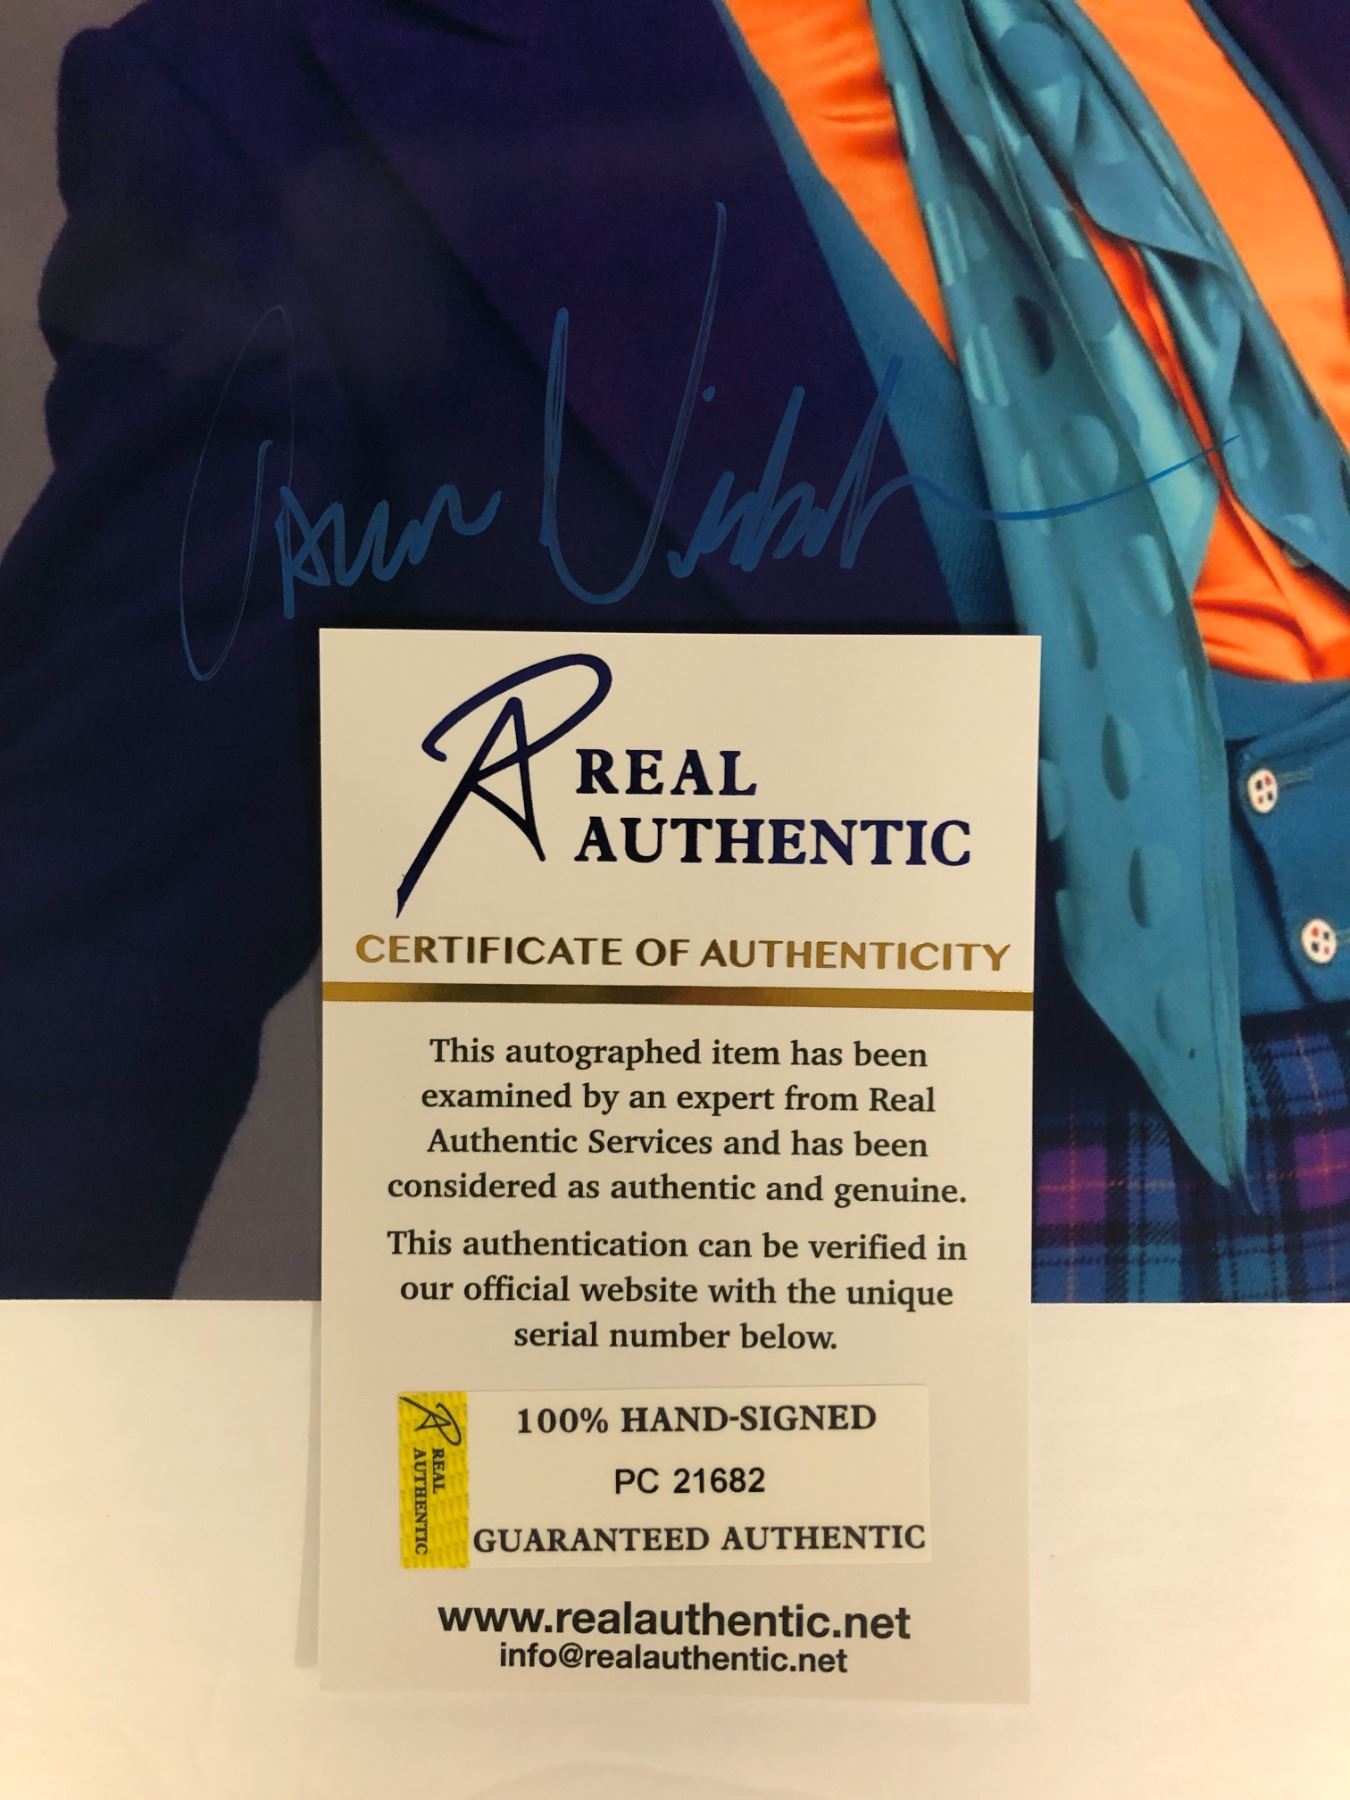 REAL
AUTHENTIC
CERTIFICATE OF AUTHENTICITY
This autographed item has been
examined by an expert from Real
Authentic Services and has been
considered as authentic and genuine.
This authentication can be verified in
our official website with the unique
serial number below.
REAL
AUTHENTIC
100% HAND-SIGNED
PC 21682
GUARANTEED AUTHENTIC
www.realauthentic.net
info@realauthentic.net